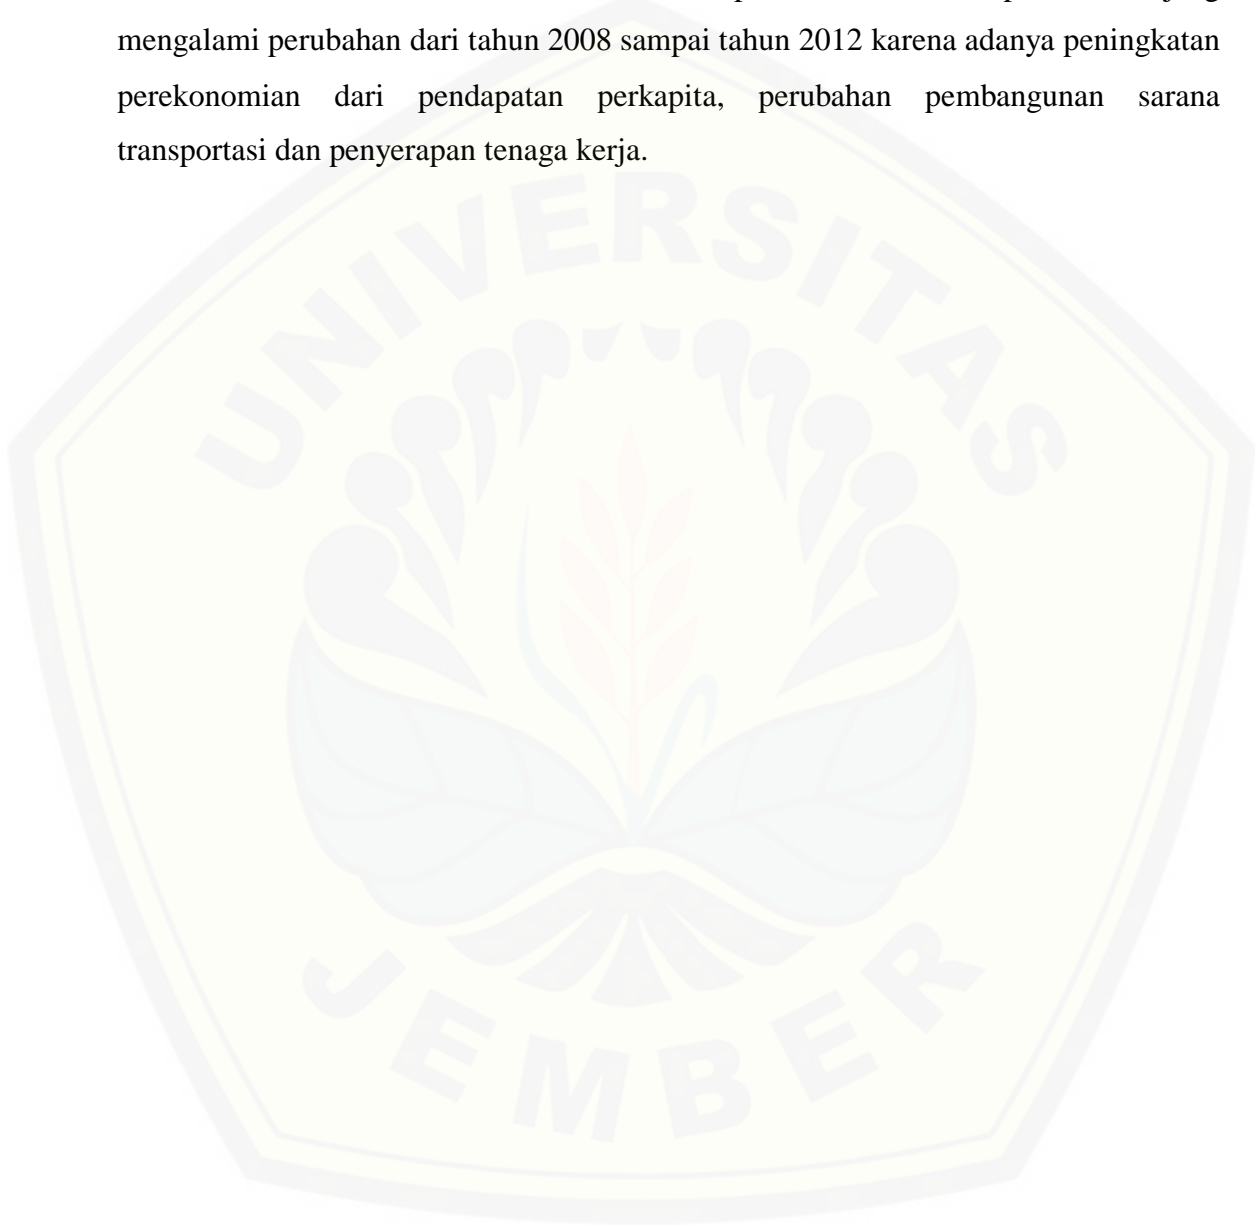 mengalami perubahan dari tahun 2008 sampai tahun 2012 karena adanya peningkatan
perekonomian dari pendapatan perkapita, perubahan pembangunan sarana
transportasi dan penyerapan tenaga kerja.
UNIVERSITAS
JEMBER